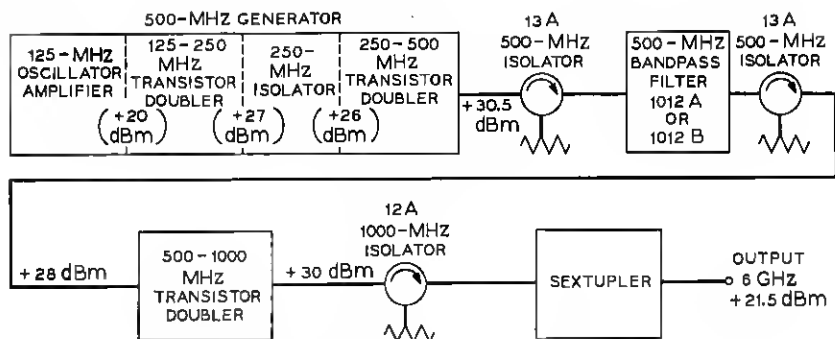 500-MHz GENERATOR
125-MHz
OSCILLATOR
AMPLIFIER
125-250
MHz
TRANSISTOR
DOUBLER
250-
MHz
ISOLATOR
250-500
MHz
TRANSISTOR
DOUBLER
(+20
dBm)
(+27
dBm)
(+26
dBm)
+30.5
dBm
13A
500-MHz
ISOLATOR
500-MHz
BANDPASS
FILTER
1012 A
OR
1012 B
13A
500-MHz
ISOLATOR
+28 dBm
500-1000
MHz
TRANSISTOR
DOUBLER
+30 dBm
12A
1000-MHz
ISOLATOR
SEXTUPLER
OUTPUT
6 GHz
+21.5 dBm